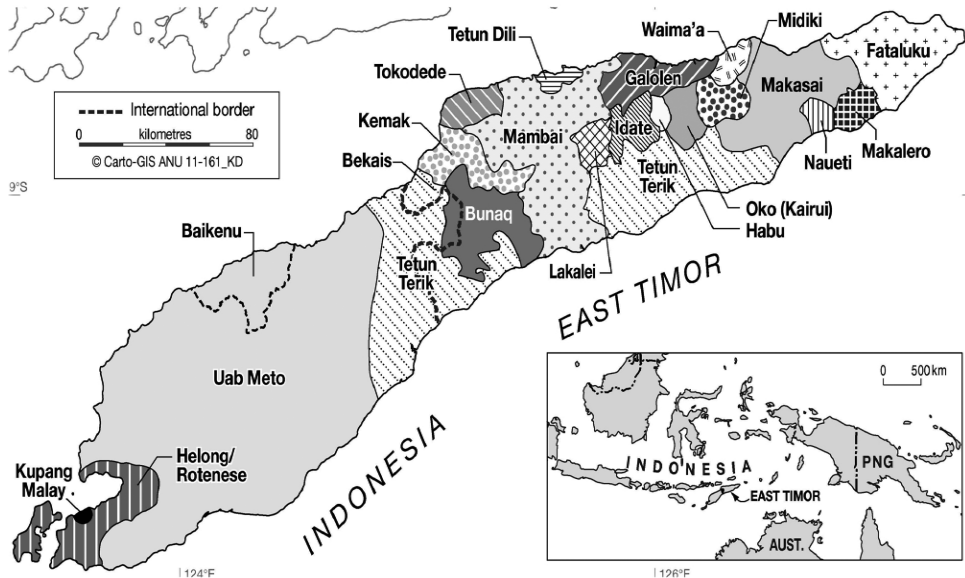 Tetun Dili
Waima'a
Midiki
Fataluku
Tokodede
Galolen
Makasai
International border
0 kilometres 80
© Carto-GIS ANU 11-161_KD
Kemak
Mambai
Idate
Bekais
Naueti
Makalero
9°S
Tetun
Terik
Bunaq
Oko (Kairui)
Habu
Baikenu
Lakalei
Tetun
Terik
EAST TIMOR
Uab Meto
INDONESIA
0 500 km
Helong/
Rotenese
Kupang
Malay
INDONESIA
PNG
EAST TIMOR
AUST.
124°E
126°E